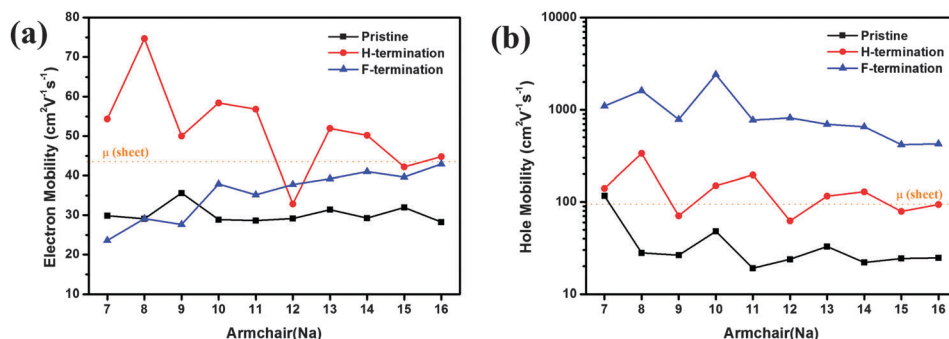 (a)
Pristine
H-termination
F-termination
μ (sheet)
Electron Mobility (cm²V⁻¹s⁻¹)
80
70
60
50
40
30
20
10
7 8 9 10 11 12 13 14 15 16
Armchair(Na)
(b)
Pristine
H-termination
F-termination
μ (sheet)
Hole Mobility (cm²V⁻¹s⁻¹)
1000
1000
100
10
7 8 9 10 11 12 13 14 15 16
Armchair(Na)